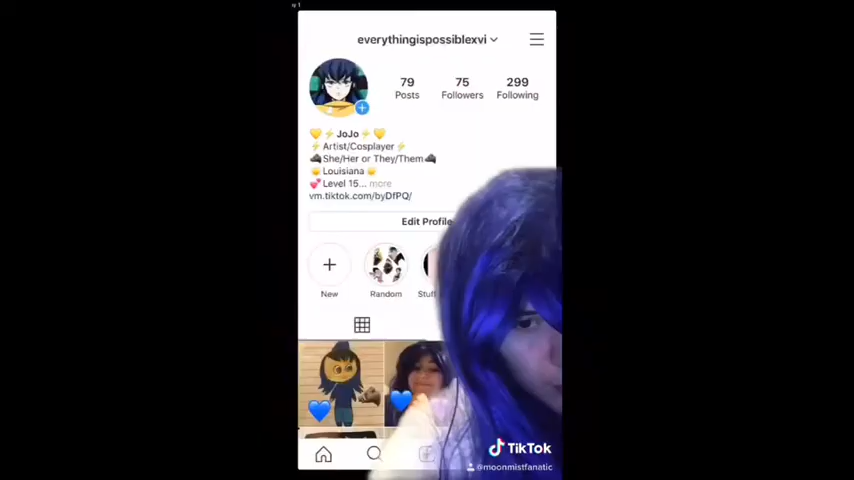 everythingispossiblexvi
79
75
299
Posts
Followers
Following
💛⚡JoJo⚡💛
⚡Artist/Cosplayer⚡
She/Her or They/Them
Louisiana
💕Level 15... more
vm.tiktok.com/byDfPQ/
Edit Profile
New
Random
TikTok
@moonmistfanatic